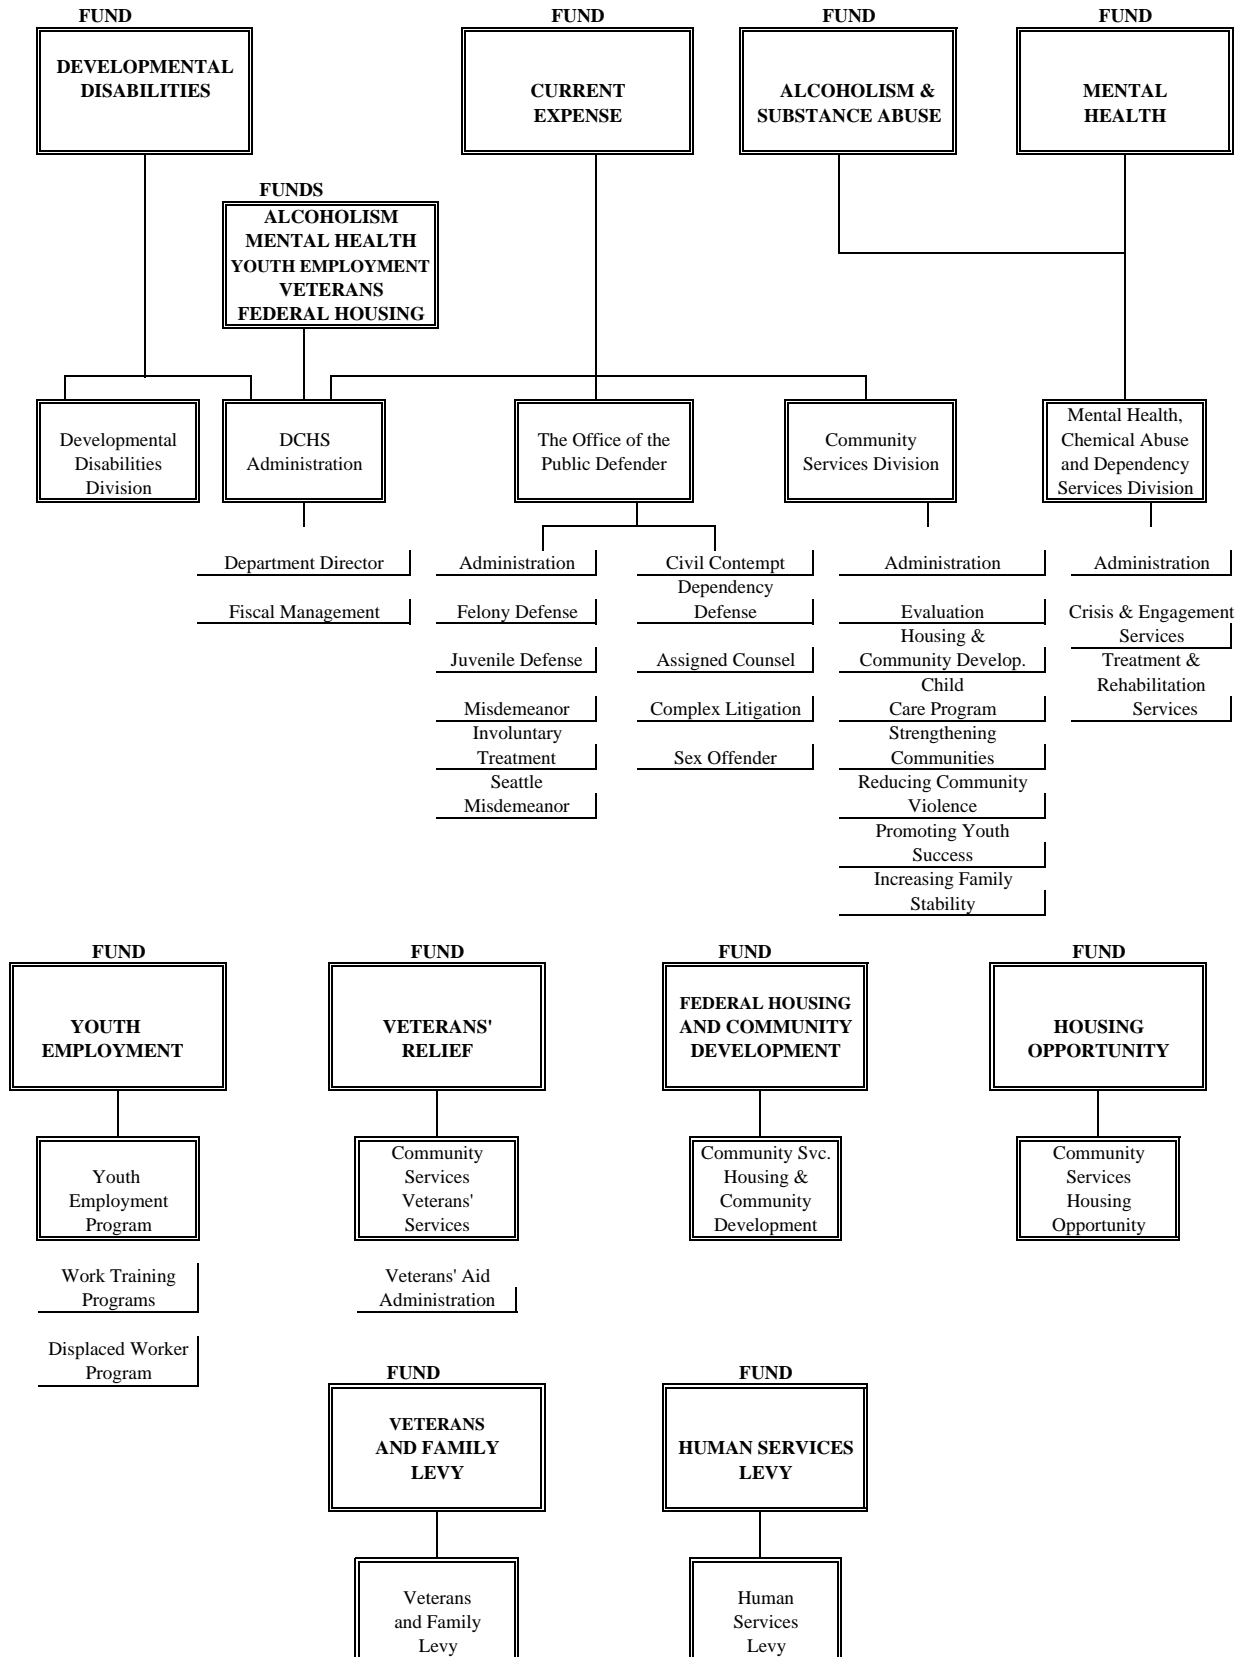 FUND
DEVELOPMENTAL
DISABILITIES
FUND
CURRENT
EXPENSE
FUND
ALCOHOLISM &
SUBSTANCE ABUSE
FUND
MENTAL
HEALTH
FUNDS
ALCOHOLISM
MENTAL HEALTH
YOUTH EMPLOYMENT
VETERANS
FEDERAL HOUSING
Developmental
Disabilities
Division
DCHS
Administration
The Office of the
Public Defender
Community
Services Division
Mental Health,
Chemical Abuse
and Dependency
Services Division
Department Director
Fiscal Management
Administration
Felony Defense
Juvenile Defense
Misdemeanor
Involuntary
Treatment
Seattle
Misdemeanor
Civil Contempt
Dependency
Defense
Assigned Counsel
Complex Litigation
Sex Offender
Administration
Evaluation
Housing &
Community Develop.
Child
Care Program
Strengthening
Communities
Reducing Community
Violence
Promoting Youth
Success
Increasing Family
Stability
Administration
Crisis & Engagement
Services
Treatment &
Rehabilitation
Services
FUND
YOUTH
EMPLOYMENT
FUND
VETERANS'
RELIEF
FUND
FEDERAL HOUSING
AND COMMUNITY
DEVELOPMENT
FUND
HOUSING
OPPORTUNITY
Youth
Employment
Program
Community
Services
Veterans'
Services
Community Svc.
Housing &
Community
Development
Community
Services
Housing
Opportunity
Work Training
Programs
Displaced Worker
Program
Veterans' Aid
Administration
FUND
VETERANS
AND FAMILY
LEVY
FUND
HUMAN SERVICES
LEVY
Veterans
and Family
Levy
Human
Services
Levy